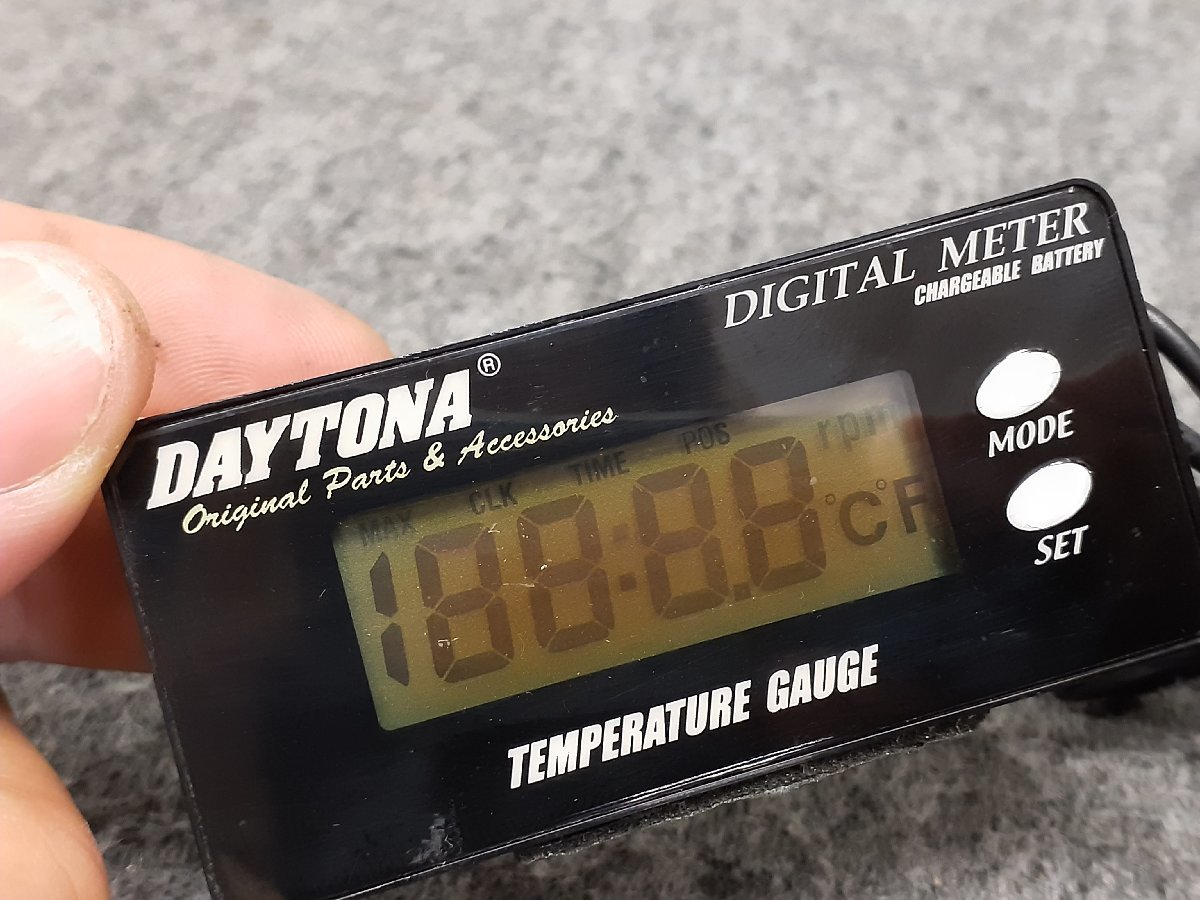 DIGITAL METER
CHARGEABLE BATTERY
DAYTONA®
Original Parts & Accessories
MODE
SET
MAX CLK TIME POS rpm
188:8.8 °C °F
TEMPERATURE GAUGE